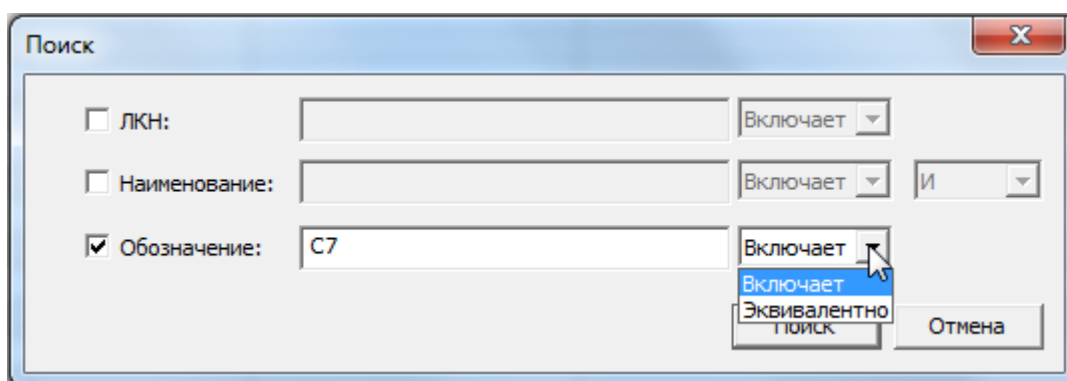 Поиск
ЛКН: Включает
Наименование: Включает И
Обозначение: С7 Включает
Включает
Эквивалентно
Поиск Отмена